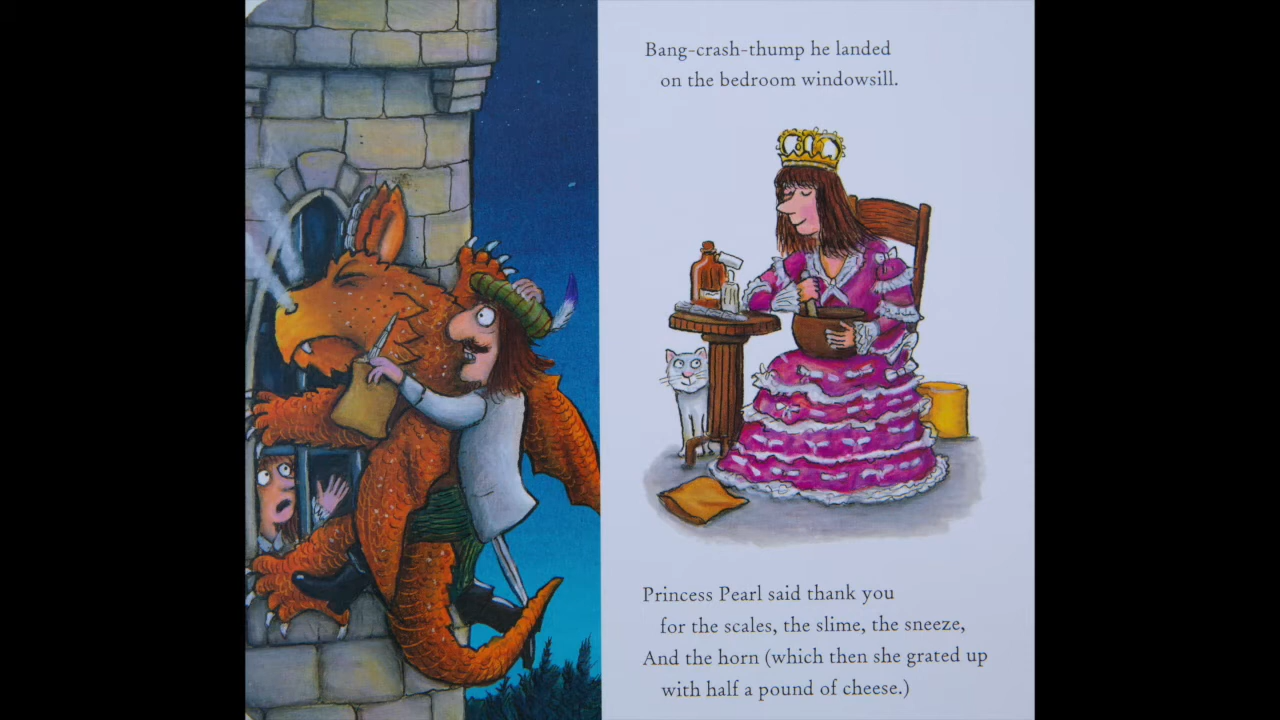 Bang-crash-thump he landed
on the bedroom windowsill.
Princess Pearl said thank you
for the scales, the slime, the sneeze,
And the horn (which then she grated up
with half a pound of cheese.)